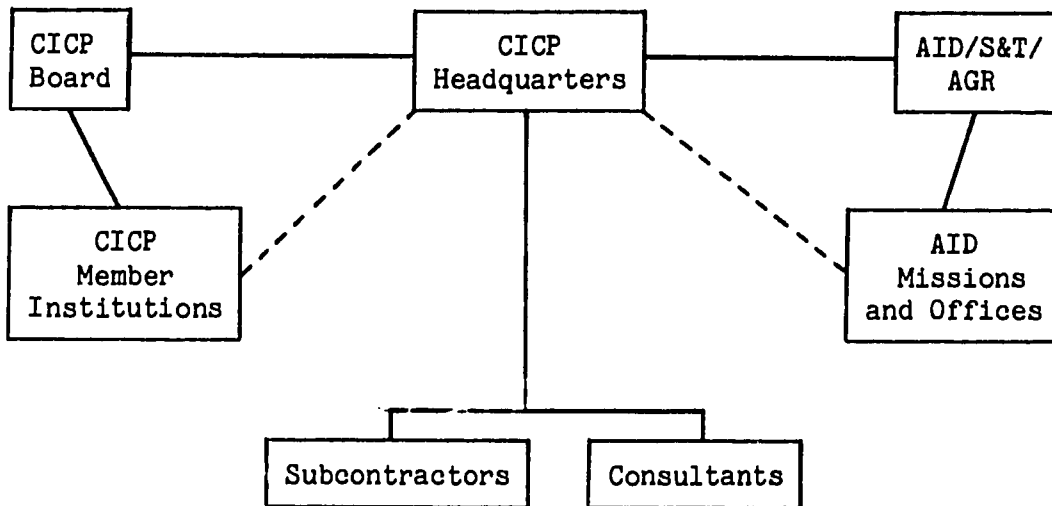 CICP
Board
CICP
Headquarters
AID/S&T/
AGR
CICP
Member
Institutions
AID
Missions
and Offices
Subcontractors
Consultants